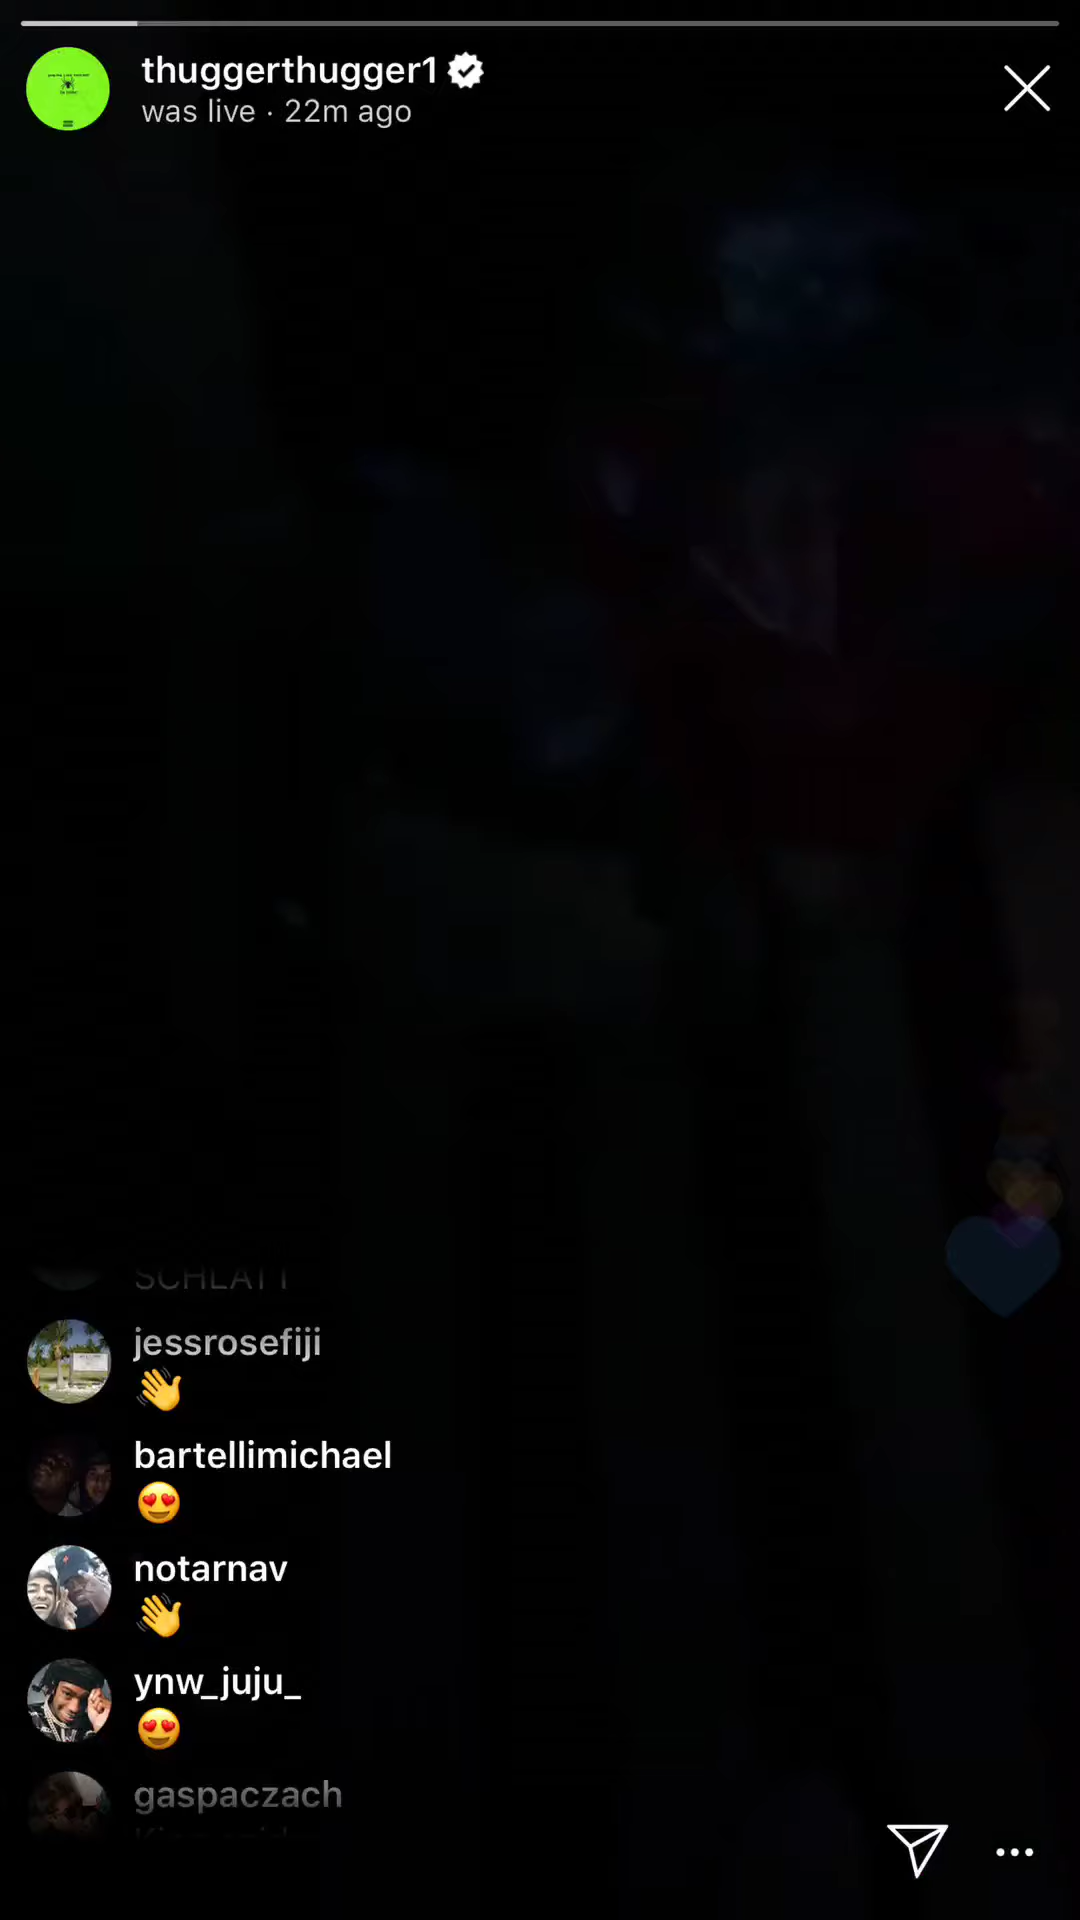 thuggerthugger1
was live · 22m ago
SCHLATT
jessrosefiji
👋
bartellimichael
😍
notarnav
👋
ynw_juju_
😍
gaspaczach